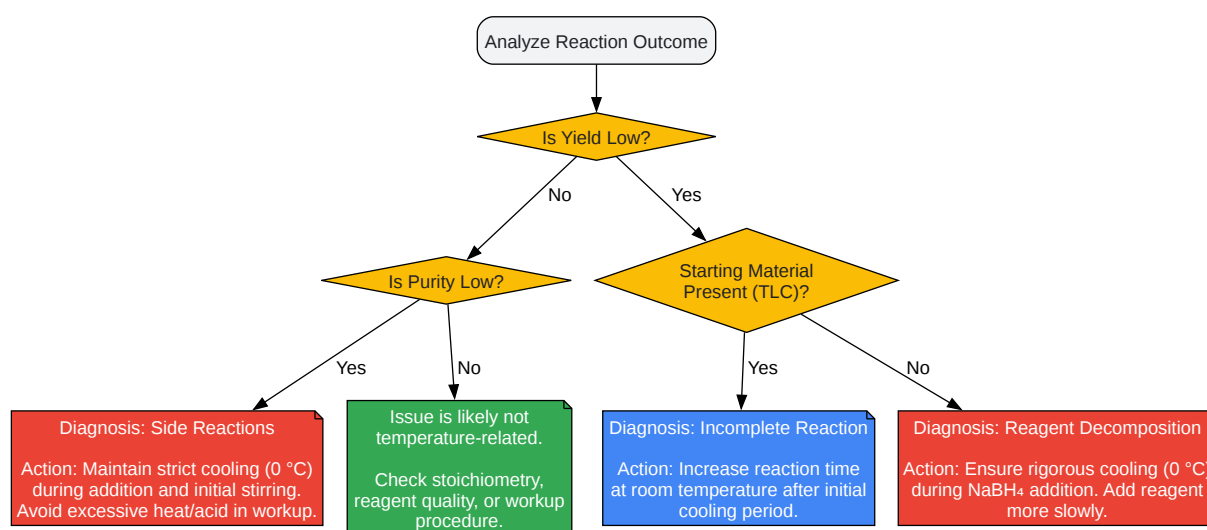 Analyze Reaction Outcome
Is Yield Low?
No
Yes
Is Purity Low?
Starting Material
Present (TLC)?
Yes
No
Yes
No
Diagnosis: Side Reactions
Action: Maintain strict cooling (0 °C)
during addition and initial stirring.
Avoid excessive heat/acid in workup.
Issue is likely not
temperature-related.
Check stoichiometry,
reagent quality, or workup
procedure.
Diagnosis: Incomplete Reaction
Action: Increase reaction time
at room temperature after initial
cooling period.
Diagnosis: Reagent Decomposition
Action: Ensure rigorous cooling (0 °C)
during NaBH₄ addition. Add reagent
more slowly.